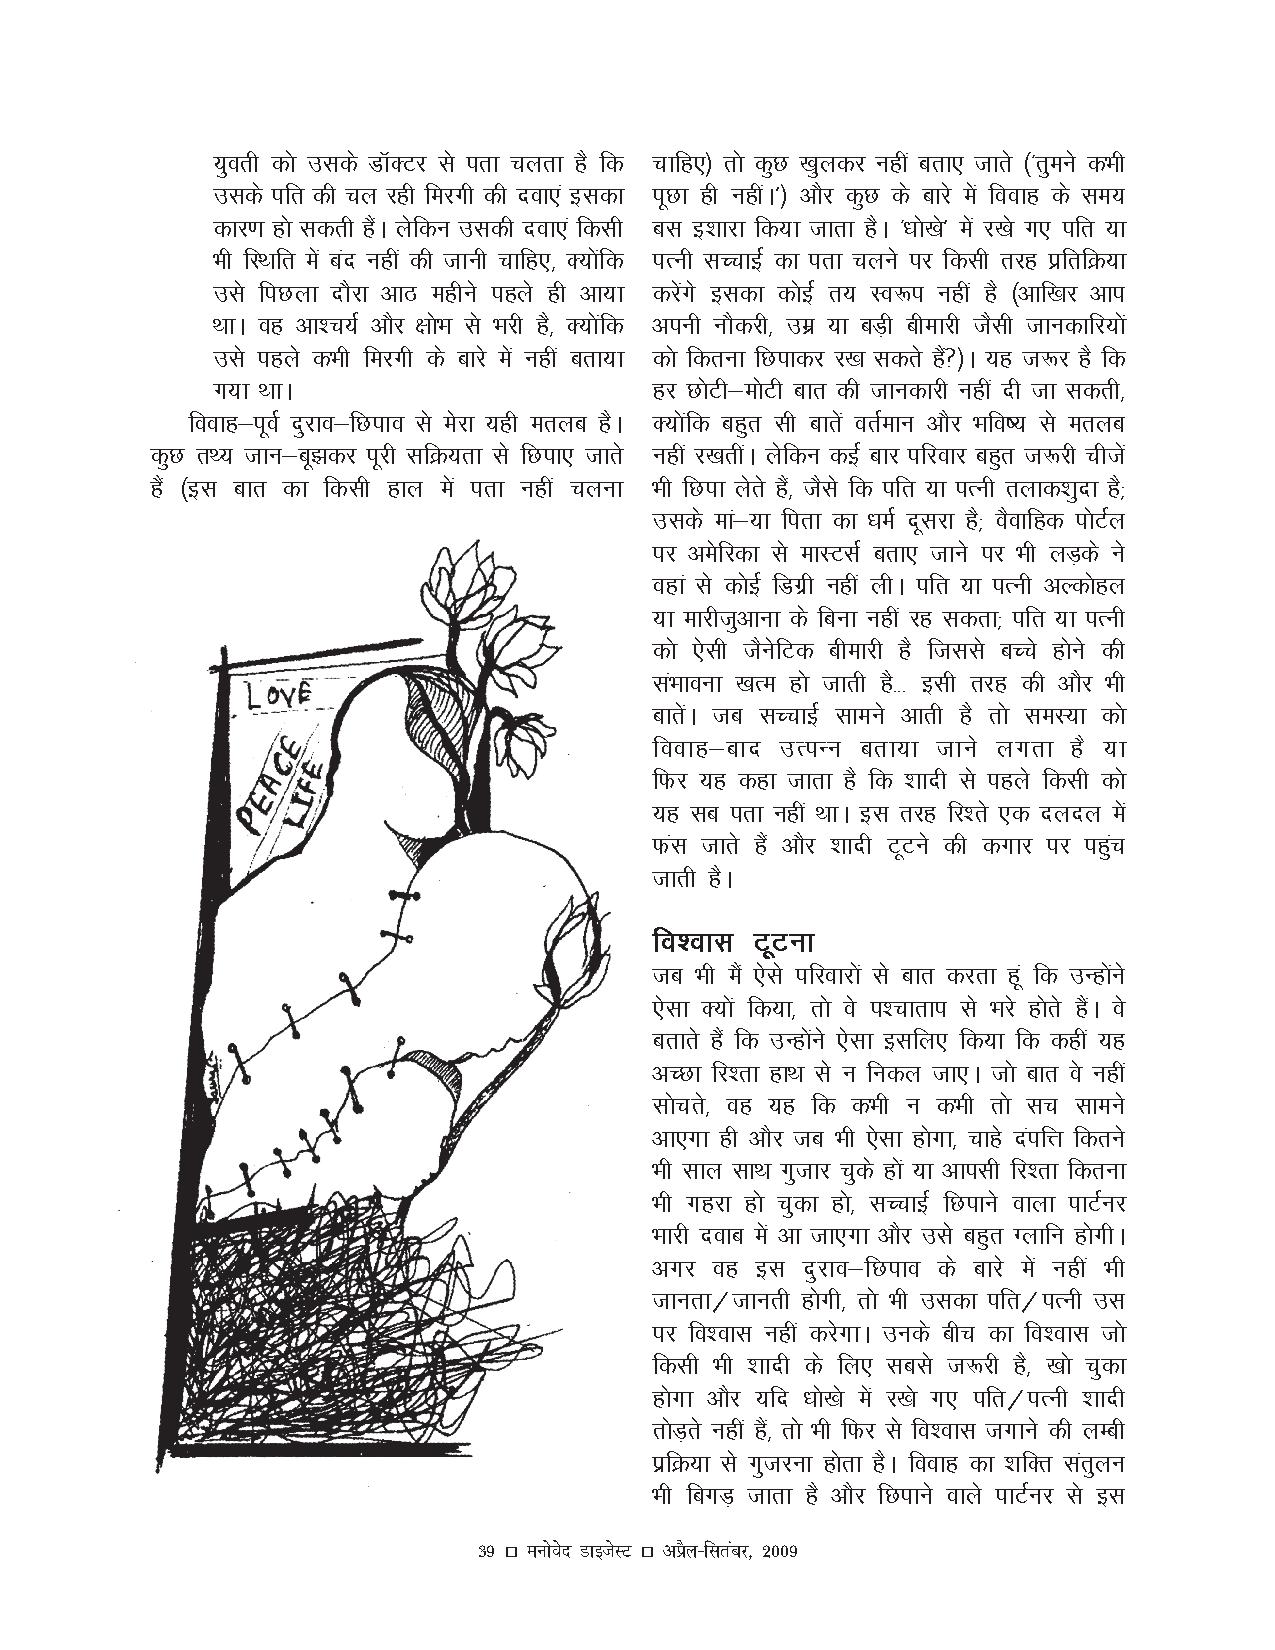 युवती को उसके डॉक्टर से पता चलता है कि
उसके पति की चल रही मिरगी की दवाएं इसका
कारण हो सकती हैं। लेकिन उसकी दवाएं किसी
भी स्थिति में बंद नहीं की जानी चाहिए, क्योंकि
उसे पिछला दौरा आठ महीने पहले ही आया
था। वह आश्चर्य और क्षोभ से भरी है, क्योंकि
उसे पहले कभी मिरगी के बारे में नहीं बताया
गया था।
विवाह–पूर्व दुराव–छिपाव से मेरा यही मतलब है।
कुछ तथ्य जान–बूझकर पूरी सक्रियता से छिपाए जाते
हैं (इस बात का किसी हाल में पता नहीं चलना
LOVE
PEACE
LIFE
चाहिए) तो कुछ खुलकर नहीं बताए जाते ('तुमने कभी
पूछा ही नहीं।') और कुछ के बारे में विवाह के समय
बस इशारा किया जाता है। 'धोखे' में रखे गए पति या
पत्नी सच्चाई का पता चलने पर किसी तरह प्रतिक्रिया
करेंगे इसका कोई तय स्वरूप नहीं है (आखिर आप
अपनी नौकरी, उम्र या बड़ी बीमारी जैसी जानकारियों
को कितना छिपाकर रख सकते हैं?)। यह जरूर है कि
हर छोटी–मोटी बात की जानकारी नहीं दी जा सकती,
क्योंकि बहुत सी बातें वर्तमान और भविष्य से मतलब
नहीं रखतीं। लेकिन कई बार परिवार बहुत जरूरी चीजें
भी छिपा लेते हैं, जैसे कि पति या पत्नी तलाकशुदा है;
उसके मां–या पिता का धर्म दूसरा है; वैवाहिक पोर्टल
पर अमेरिका से मास्टर्स बताए जाने पर भी लड़के ने
वहां से कोई डिग्री नहीं ली। पति या पत्नी अल्कोहल
या मारीजुआना के बिना नहीं रह सकता; पति या पत्नी
को ऐसी जैनेटिक बीमारी है जिससे बच्चे होने की
संभावना खत्म हो जाती है... इसी तरह की और भी
बातें। जब सच्चाई सामने आती है तो समस्या को
विवाह–बाद उत्पन्न बताया जाने लगता है या
फिर यह कहा जाता है कि शादी से पहले किसी को
यह सब पता नहीं था। इस तरह रिश्ते एक दलदल में
फंस जाते हैं और शादी टूटने की कगार पर पहुंच
जाती है।
विश्वास टूटना
जब भी मैं ऐसे परिवारों से बात करता हूं कि उन्होंने
ऐसा क्यों किया, तो वे पश्चाताप से भरे होते हैं। वे
बताते हैं कि उन्होंने ऐसा इसलिए किया कि कहीं यह
अच्छा रिश्ता हाथ से न निकल जाए। जो बात वे नहीं
सोचते, वह यह कि कभी न कभी तो सच सामने
आएगा ही और जब भी ऐसा होगा, चाहे दंपत्ति कितने
भी साल साथ गुजार चुके हों या आपसी रिश्ता कितना
भी गहरा हो चुका हो, सच्चाई छिपाने वाला पार्टनर
भारी दवाब में आ जाएगा और उसे बहुत ग्लानि होगी।
अगर वह इस दुराव–छिपाव के बारे में नहीं भी
जानता/जानती होगी, तो भी उसका पति/पत्नी उस
पर विश्वास नहीं करेगा। उनके बीच का विश्वास जो
किसी भी शादी के लिए सबसे जरूरी है, खो चुका
होगा और यदि धोखे में रखे गए पति/पत्नी शादी
तोड़ते नहीं हैं, तो भी फिर से विश्वास जगाने की लम्बी
प्रक्रिया से गुजरना होता है। विवाह का शक्ति संतुलन
भी बिगड़ जाता है और छिपाने वाले पार्टनर से इस
39 □ मनोवेद डाइजेस्ट □ अप्रैल-सितंबर, 2009